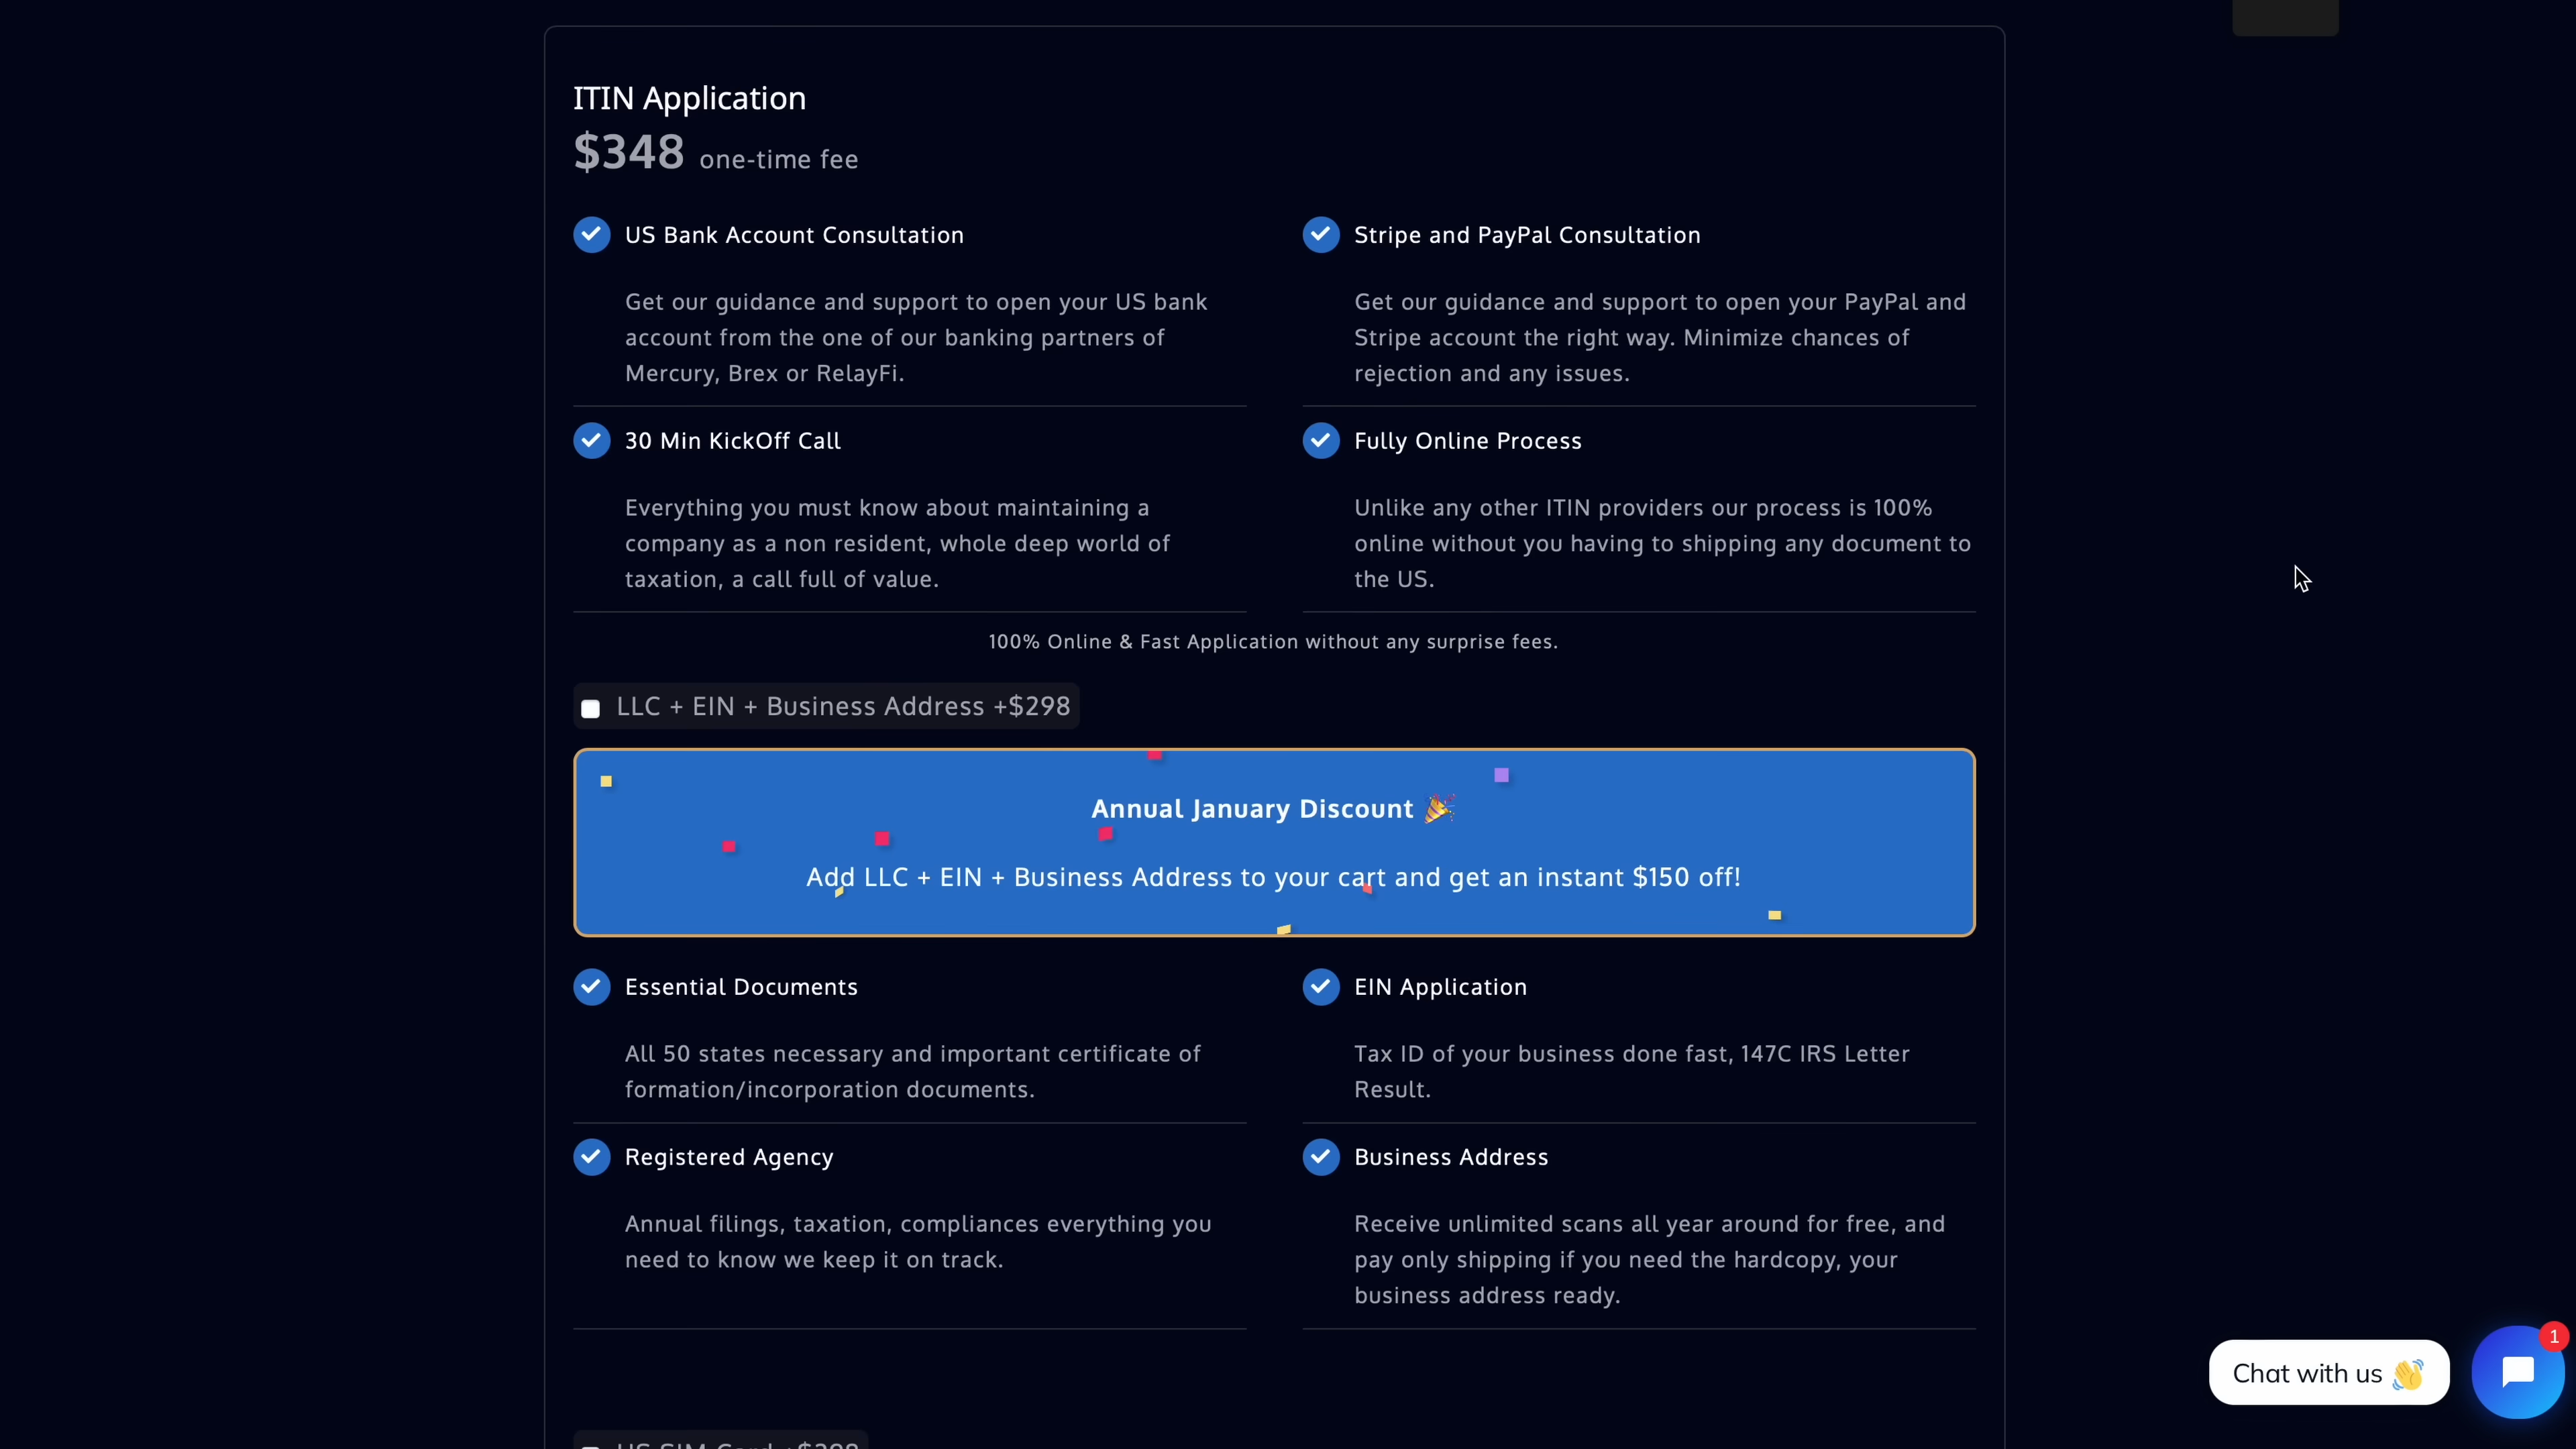 ITIN Application
$348 one-time fee
US Bank Account Consultation
Get our guidance and support to open your US bank
account from the one of our banking partners of
Mercury, Brex or RelayFi.
Stripe and PayPal Consultation
Get our guidance and support to open your PayPal and
Stripe account the right way. Minimize chances of
rejection and any issues.
30 Min KickOff Call
Everything you must know about maintaining a
company as a non resident, whole deep world of
taxation, a call full of value.
Fully Online Process
Unlike any other ITIN providers our process is 100%
online without you having to shipping any document to
the US.
100% Online & Fast Application without any surprise fees.
LLC + EIN + Business Address +$298
Annual January Discount 🎉
Add LLC + EIN + Business Address to your cart and get an instant $150 off!
Essential Documents
All 50 states necessary and important certificate of
formation/incorporation documents.
EIN Application
Tax ID of your business done fast, 147C IRS Letter
Result.
Registered Agency
Annual filings, taxation, compliances everything you
need to know we keep it on track.
Business Address
Receive unlimited scans all year around for free, and
pay only shipping if you need the hardcopy, your
business address ready.
1
Chat with us 👋